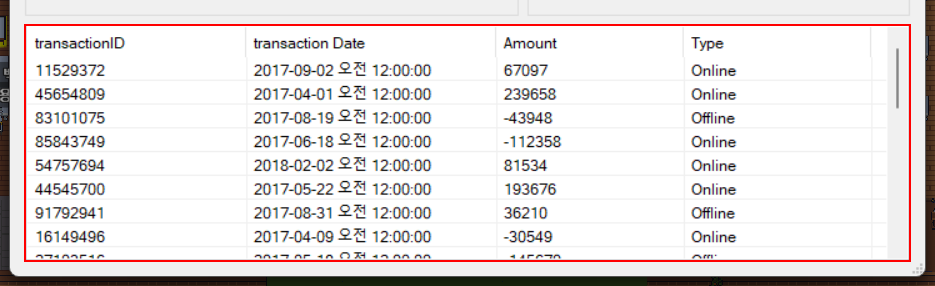 transactionID transaction Date Amount Type
11529372 2017-09-02 오전 12:00:00 67097 Online
45654809 2017-04-01 오전 12:00:00 239658 Online
83101075 2017-08-19 오전 12:00:00 -43948 Offline
85843749 2017-06-18 오전 12:00:00 -112358 Online
54757694 2018-02-02 오전 12:00:00 81534 Online
44545700 2017-05-22 오전 12:00:00 193676 Online
91792941 2017-08-31 오전 12:00:00 36210 Offline
16149496 2017-04-09 오전 12:00:00 -30549 Online